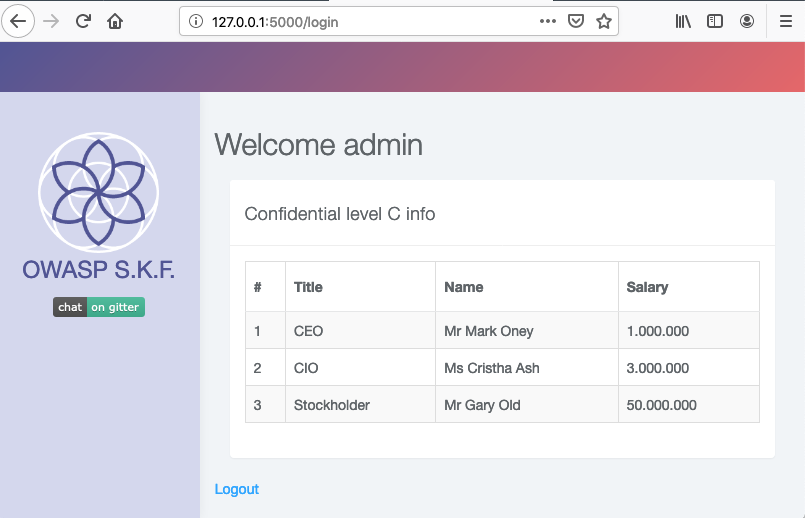 127.0.0.1:5000/login
Welcome admin
OWASP S.K.F.
chat on gitter
Confidential level C info
# Title Name Salary
1 CEO Mr Mark Oney 1.000.000
2 CIO Ms Cristha Ash 3.000.000
3 Stockholder Mr Gary Old 50.000.000
Logout